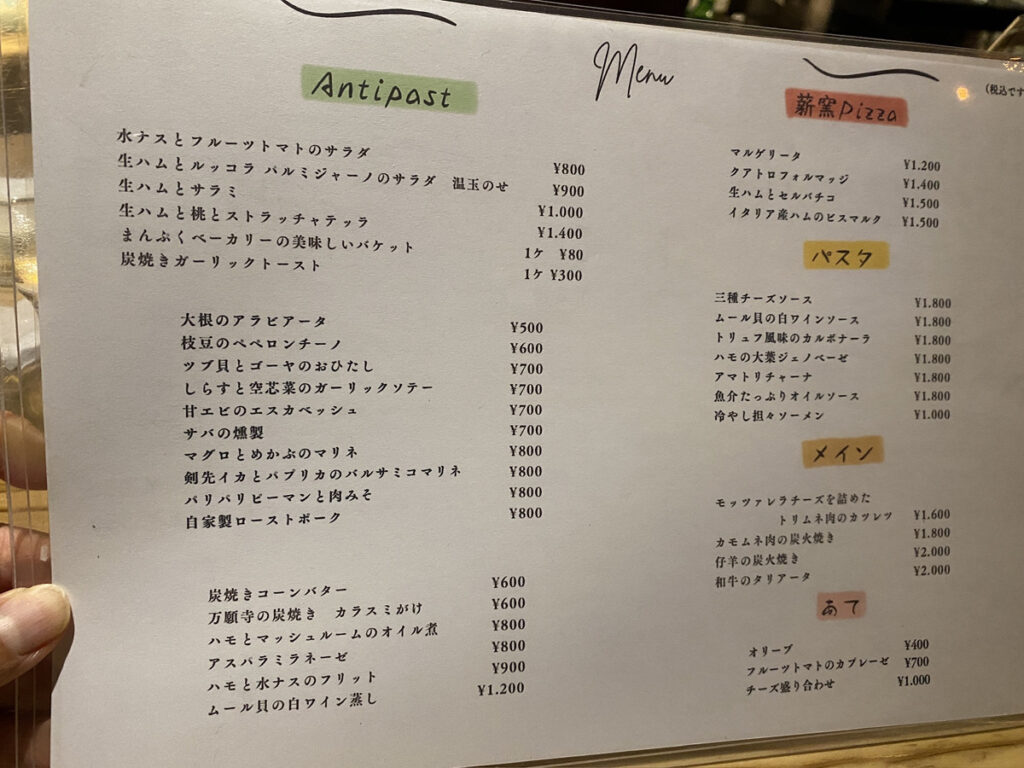 Menu
(税込です
Antipast
水ナスとフルーツトマトのサラダ ¥800
生ハムとルッコラ パルミジャーノのサラダ 温玉のせ ¥900
生ハムとサラミ ¥1.000
生ハムと桃とストラッチャテッラ ¥1.400
まんぷくベーカリーの美味しいバケット 1ケ ¥80
炭焼きガーリックトースト 1ケ ¥300
大根のアラビアータ ¥500
枝豆のペペロンチーノ ¥600
ツブ貝とゴーヤのおひたし ¥700
しらすと空芯菜のガーリックソテー ¥700
甘エビのエスカベッシュ ¥700
サバの燻製 ¥700
マグロとめかぶのマリネ ¥800
剣先イカとパプリカのバルサミコマリネ ¥800
パリパリピーマンと肉みそ ¥800
自家製ローストポーク ¥800
炭焼きコーンバター ¥600
万願寺の炭焼き カラスミがけ ¥600
ハモとマッシュルームのオイル煮 ¥800
アスパラミラネーゼ ¥800
ハモと水ナスのフリット ¥900
ムール貝の白ワイン蒸し ¥1.200
薪窯pizza
マルゲリータ ¥1.200
クアトロフォルマッジ ¥1.400
生ハムとセルバチコ ¥1.500
イタリア産ハムのビスマルク ¥1.500
パスタ
三種チーズソース ¥1.800
ムール貝の白ワインソース ¥1.800
トリュフ風味のカルボナーラ ¥1.800
ハモの大葉ジェノベーゼ ¥1.800
アマトリチャーナ ¥1.800
魚介たっぷりオイルソース ¥1.800
冷やし担々ソーメン ¥1.000
メイン
モッツァレラチーズを詰めた
トリムネ肉のカツレツ ¥1.600
カモムネ肉の炭火焼き ¥1.800
仔羊の炭火焼き ¥2.000
和牛のタリアータ ¥2.000
あて
オリーブ ¥400
フルーツトマトのカプレーゼ ¥700
チーズ盛り合わせ ¥1.000